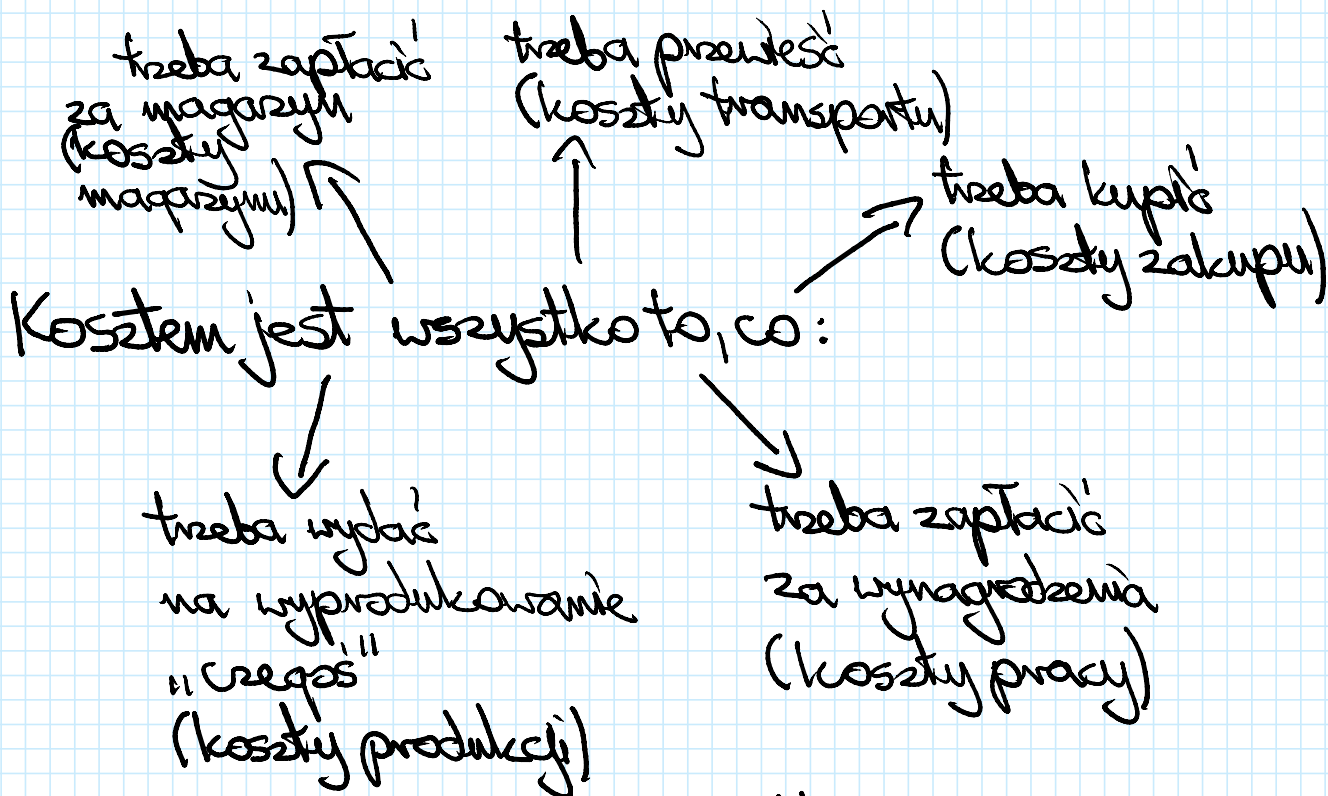 trzeba zapłacić
za magazyn
(koszty
magazynu)
trzeba przewieść
(koszty transportu)
trzeba kupić
(koszty zakupu)
Kosztem jest wszystko to, co:
trzeba wydać
na wyprodukowanie
„czegoś"
(koszty produkcji)
trzeba zapłacić
za wynagrodzenia
(koszty pracy)